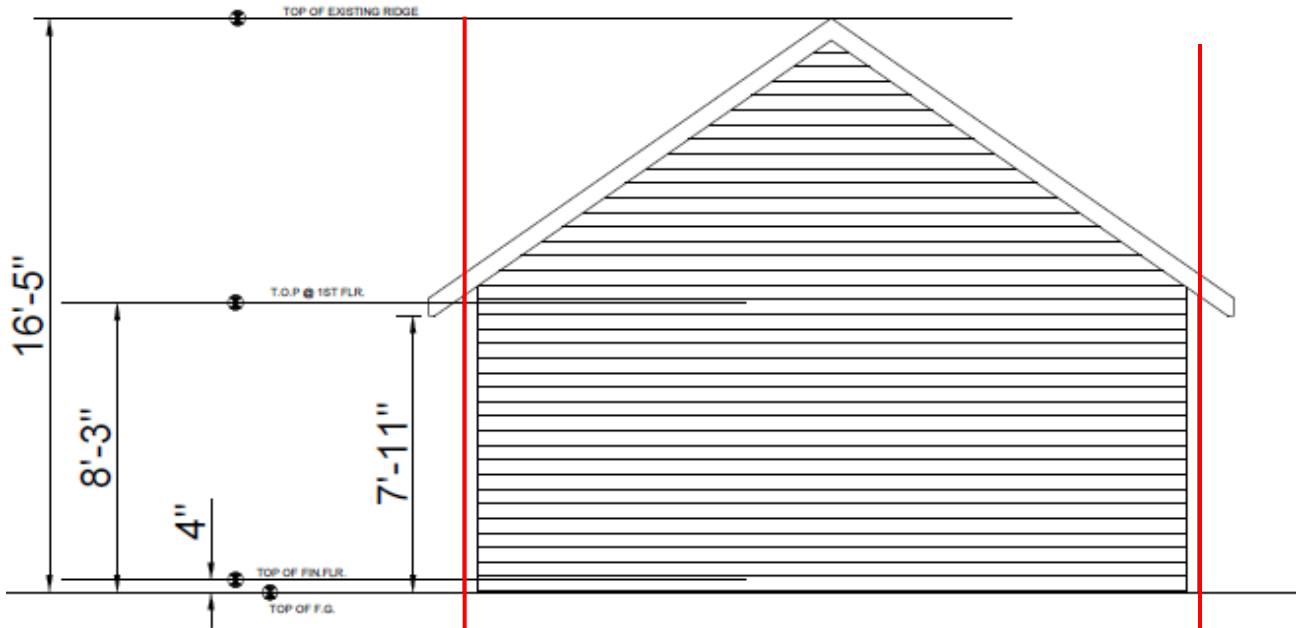 TOP OF EXISTING RIDGE
16'-5"
T.O.P @ 1ST FLR.
8'-3"
7'-11"
4"
TOP OF FIN.FLR.
TOP OF F.G.